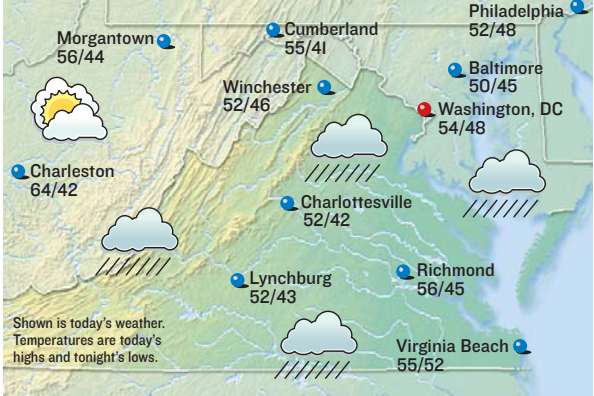 Philadelphia
52/48
Morgantown
56/44
Cumberland
55/41
Baltimore
50/45
Winchester
52/46
Washington, DC
54/48
Charleston
64/42
Charlottesville
52/42
Lynchburg
52/43
Richmond
56/45
Shown is today's weather.
Temperatures are today's
highs and tonight's lows.
Virginia Beach
55/52